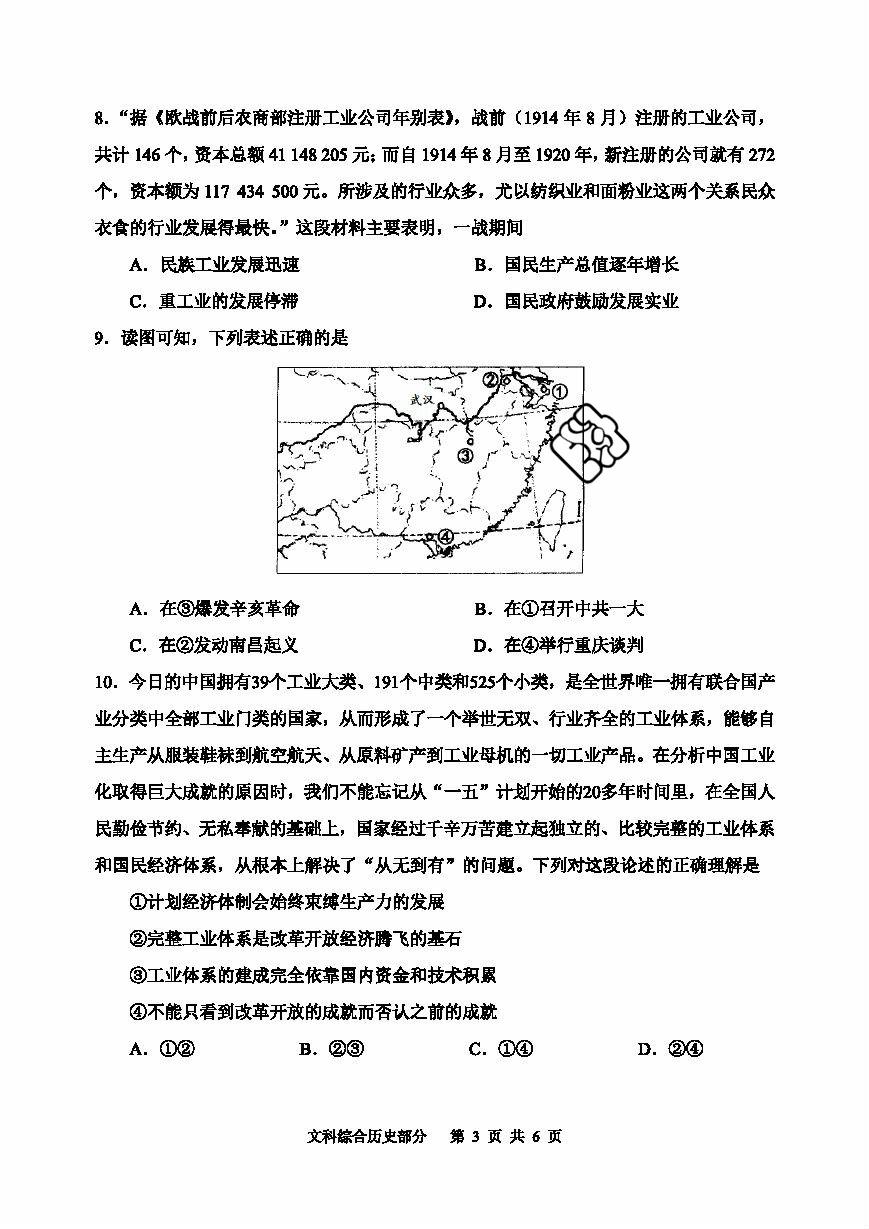 8．“据《欧战前后农商部注册工业公司年别表》，战前（1914 年 8 月）注册的工业公司，
共计 146 个，资本总额 41 148 205 元；而自 1914 年 8 月至 1920 年，新注册的公司就有 272
个，资本额为 117 434 500 元。所涉及的行业众多，尤以纺织业和面粉业这两个关系民众
衣食的行业发展得最快。”这段材料主要表明，一战期间
A．民族工业发展迅速 B．国民生产总值逐年增长
C．重工业的发展停滞 D．国民政府鼓励发展实业
9．读图可知，下列表述正确的是
② ①
武汉
③
④
A．在③爆发辛亥革命 B．在①召开中共一大
C．在②发动南昌起义 D．在④举行重庆谈判
10．今日的中国拥有39个工业大类、191个中类和525个小类，是全世界唯一拥有联合国产
业分类中全部工业门类的国家，从而形成了一个举世无双、行业齐全的工业体系，能够自
主生产从服装鞋袜到航空航天、从原料矿产到工业母机的一切工业产品。在分析中国工业
化取得巨大成就的原因时，我们不能忘记从“一五”计划开始的20多年时间里，在全国人
民勤俭节约、无私奉献的基础上，国家经过千辛万苦建立起独立的、比较完整的工业体系
和国民经济体系，从根本上解决了“从无到有”的问题。下列对这段论述的正确理解是
①计划经济体制会始终束缚生产力的发展
②完整工业体系是改革开放经济腾飞的基石
③工业体系的建成完全依靠国内资金和技术积累
④不能只看到改革开放的成就而否认之前的成就
A．①② B．②③ C．①④ D．②④
文科综合历史部分 第 3 页 共 6 页